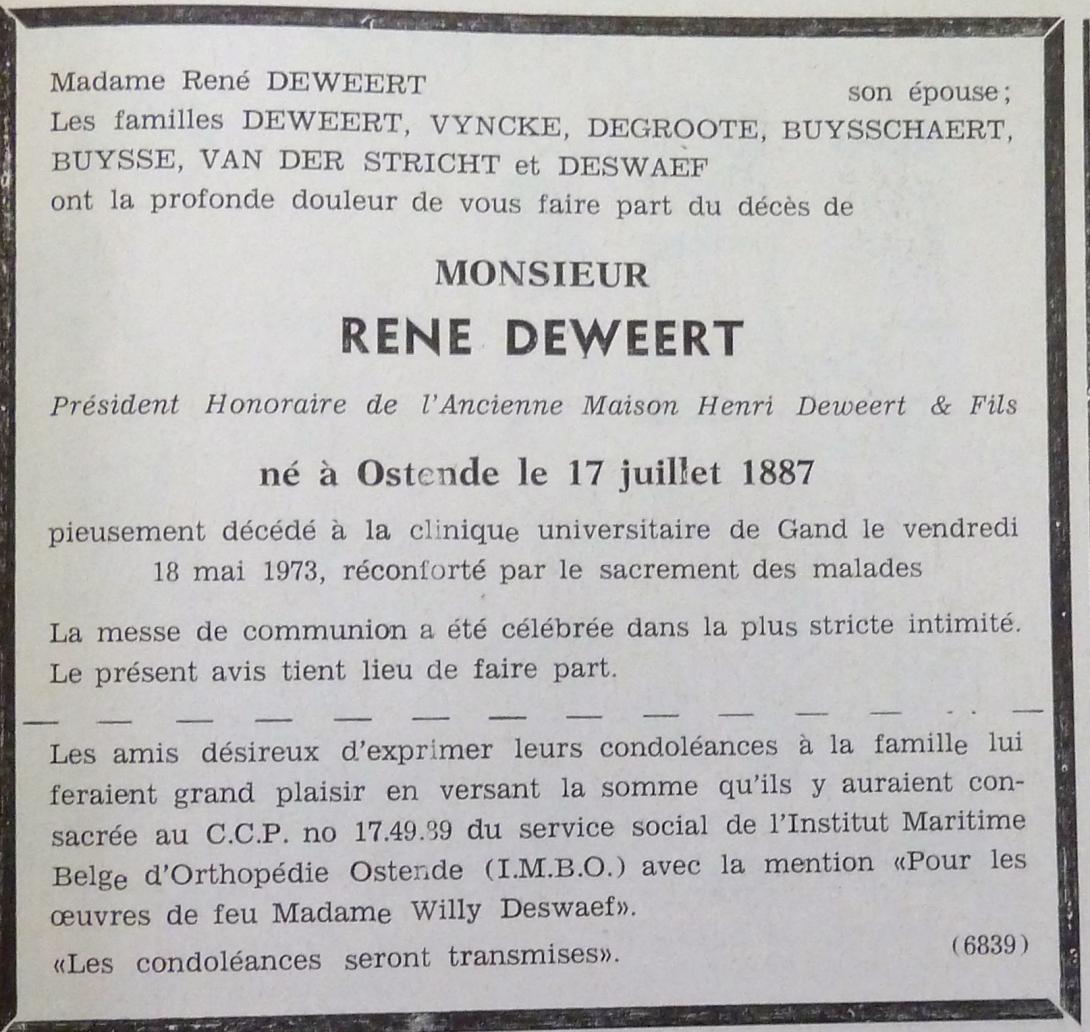 Madame René DEWEERT son épouse;
Les familles DEWEERT, VYNCKE, DEGROOTE, BUYSSCHAERT,
BUYSSE, VAN DER STRICHT et DESWAEF
ont la profonde douleur de vous faire part du décès de
MONSIEUR
RENE DEWEERT
Président Honoraire de l'Ancienne Maison Henri Deweert & Fils
né à Ostende le 17 juillet 1887
pieusement décédé à la clinique universitaire de Gand le vendredi
18 mai 1973, réconforté par le sacrement des malades
La messe de communion a été célébrée dans la plus stricte intimité.
Le présent avis tient lieu de faire part.
Les amis désireux d'exprimer leurs condoléances à la famille lui
feraient grand plaisir en versant la somme qu'ils y auraient con-
sacrée au C.C.P. no 17.49.39 du service social de l'Institut Maritime
Belge d'Orthopédie Ostende (I.M.B.O.) avec la mention «Pour les
œuvres de feu Madame Willy Deswaef».
«Les condoléances seront transmises». (6839)